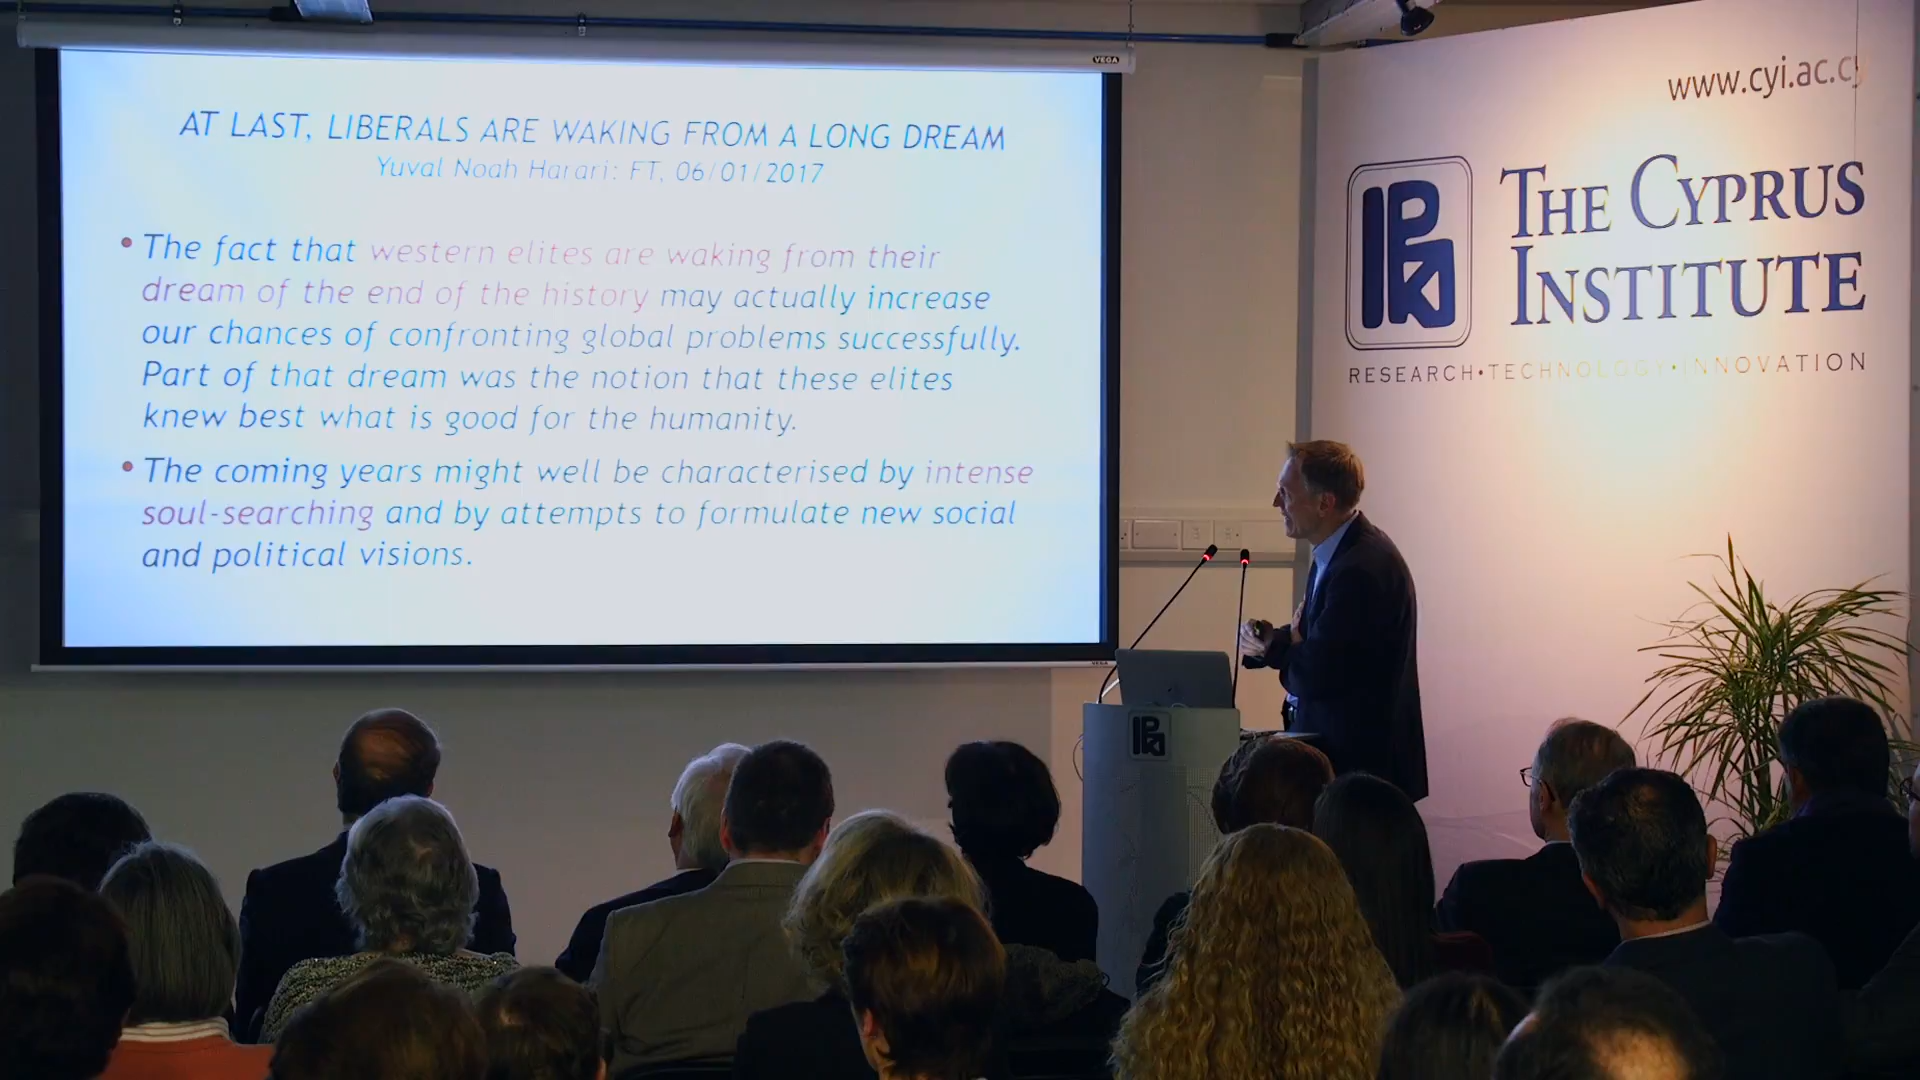 AT LAST, LIBERALS ARE WAKING FROM A LONG DREAM
Yuval Noah Harari: FT, 06/01/2017
• The fact that western elites are waking from their
dream of the end of the history may actually increase
our chances of confronting global problems successfully.
Part of that dream was the notion that these elites
knew best what is good for the humanity.
• The coming years might well be characterised by intense
soul-searching and by attempts to formulate new social
and political visions.
VEGA
VEGA
www.cyi.ac.cy
THE CYPRUS
INSTITUTE
RESEARCH•TECHNOLOGY•INNOVATION